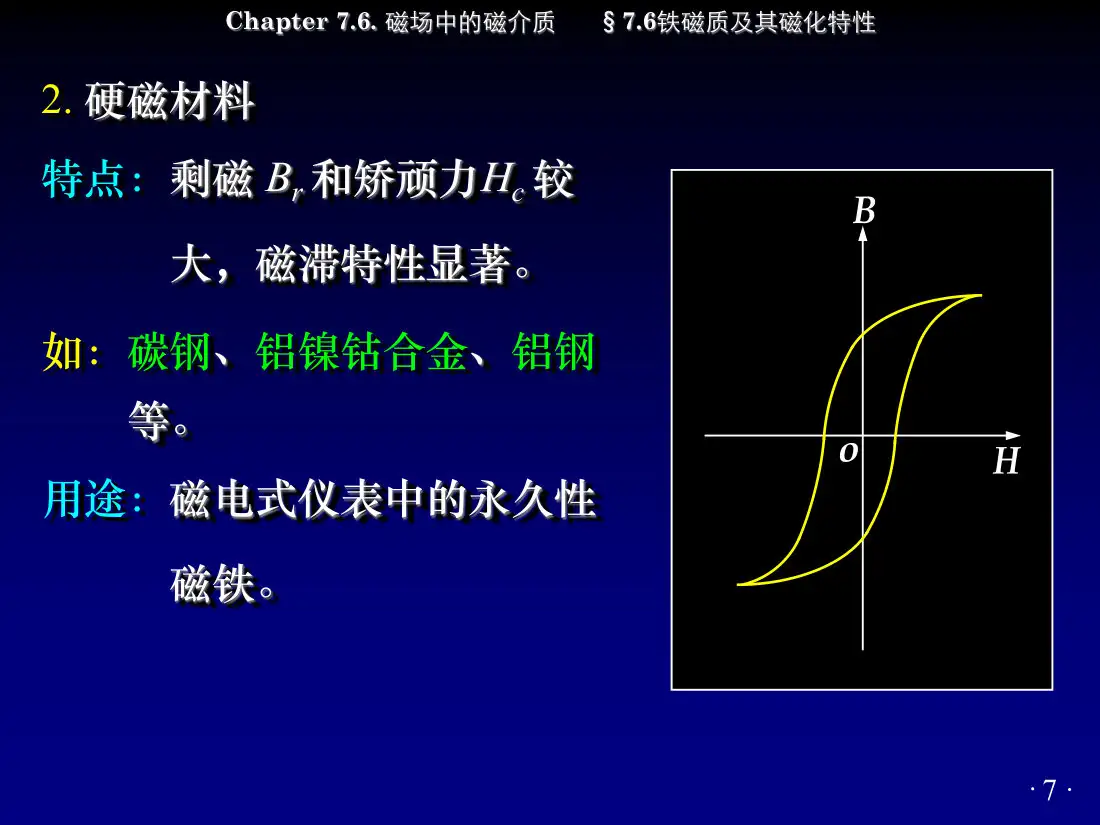 Chapter 7.6. 磁场中的磁介质 §7.6铁磁质及其磁化特性
2. 硬磁材料
特点：剩磁 Br 和矫顽力Hc 较
大，磁滞特性显著。
如：碳钢、铝镍钴合金、铝钢
等。
用途：磁电式仪表中的永久性
磁铁。
B
o
H
·7·